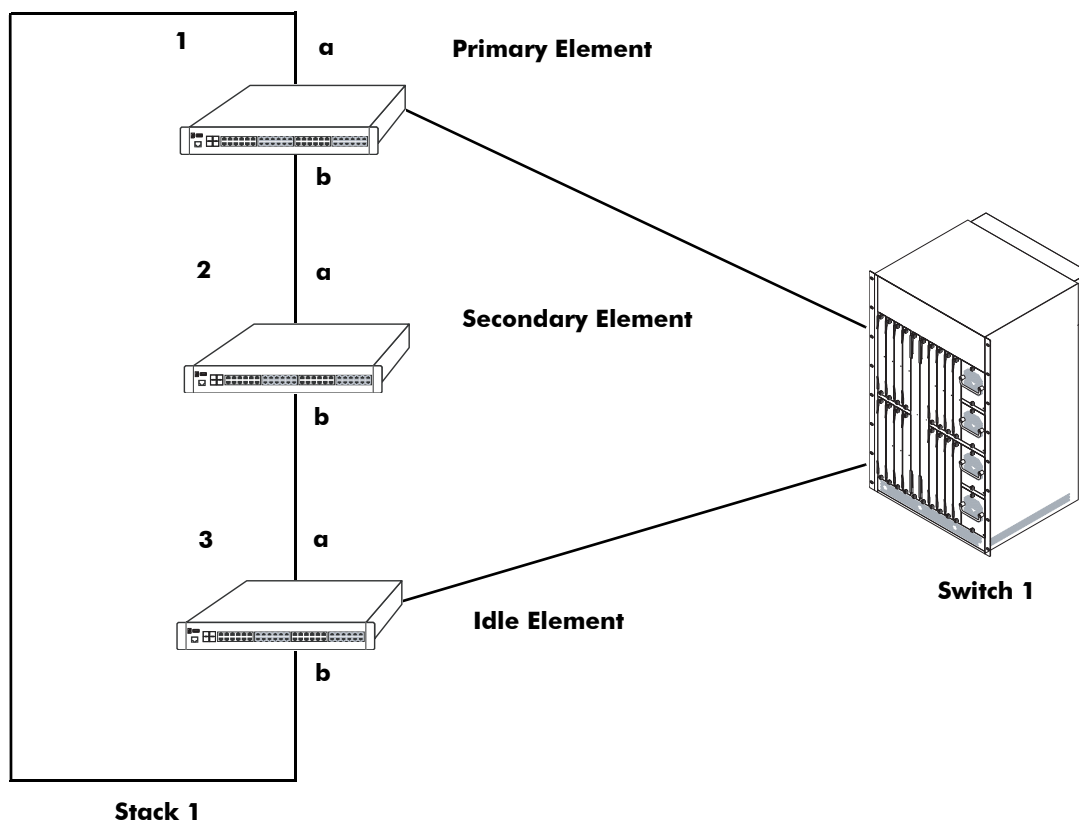 1
a
Primary Element
b
2
a
Secondary Element
b
3
a
Switch 1
Idle Element
b
Stack 1